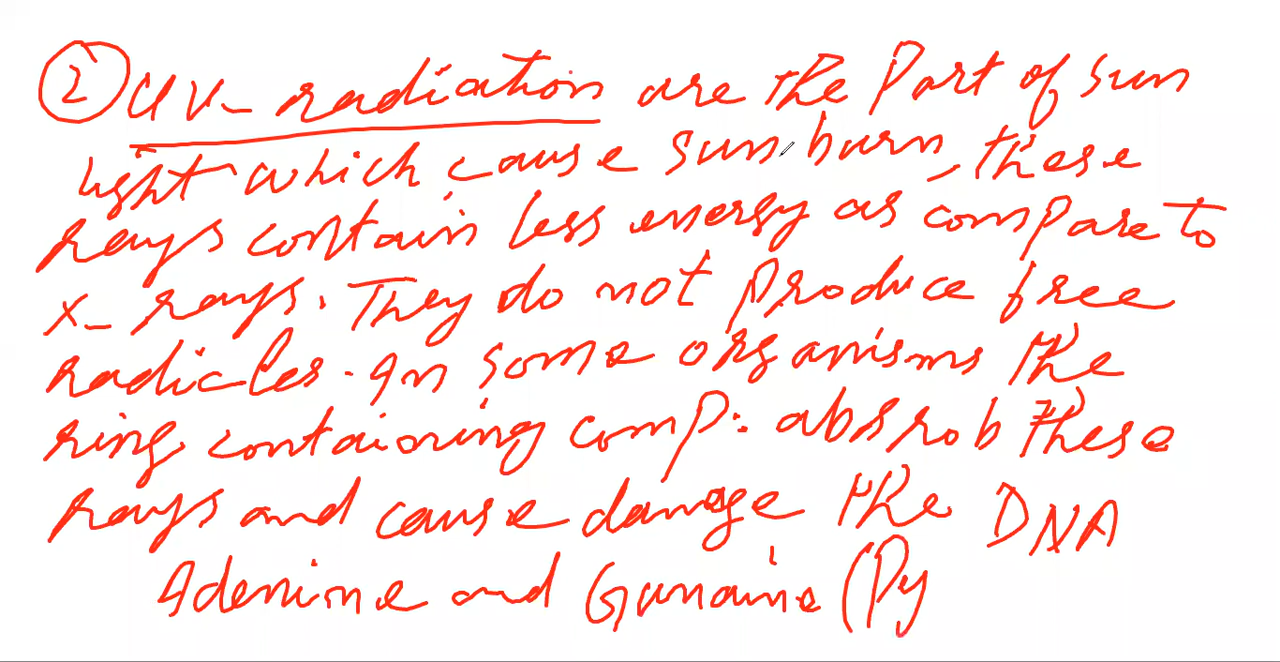 ② UV- radiation are the Part of sun
light which cause sun burn, these
rays contain less energy as compare to
x- rays. They do not produce free
radicles. In some organisms the
ring containing comp: absrob these
rays and cause damage the DNA
Adenine and Gunaine (Py